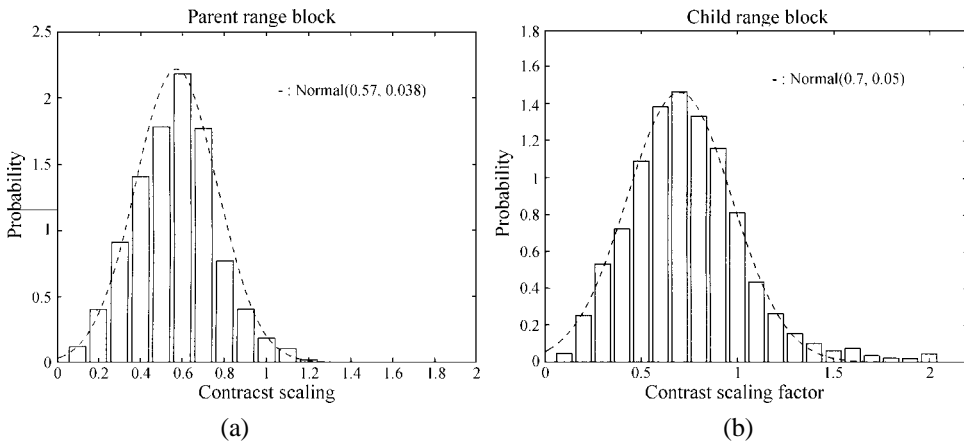 Parent range block
2.5
2
1.5
1
0.5
0
Probability
- : Normal(0.57, 0.038)
0 0.2 0.4 0.6 0.8 1 1.2 1.4 1.6 1.8 2
Contracst scaling
(a)
Child range block
1.8
1.6
1.4
1.2
1
0.8
0.6
0.4
0.2
0
Probability
- : Normal(0.7, 0.05)
0 0.5 1 1.5 2
Contrast scaling factor
(b)